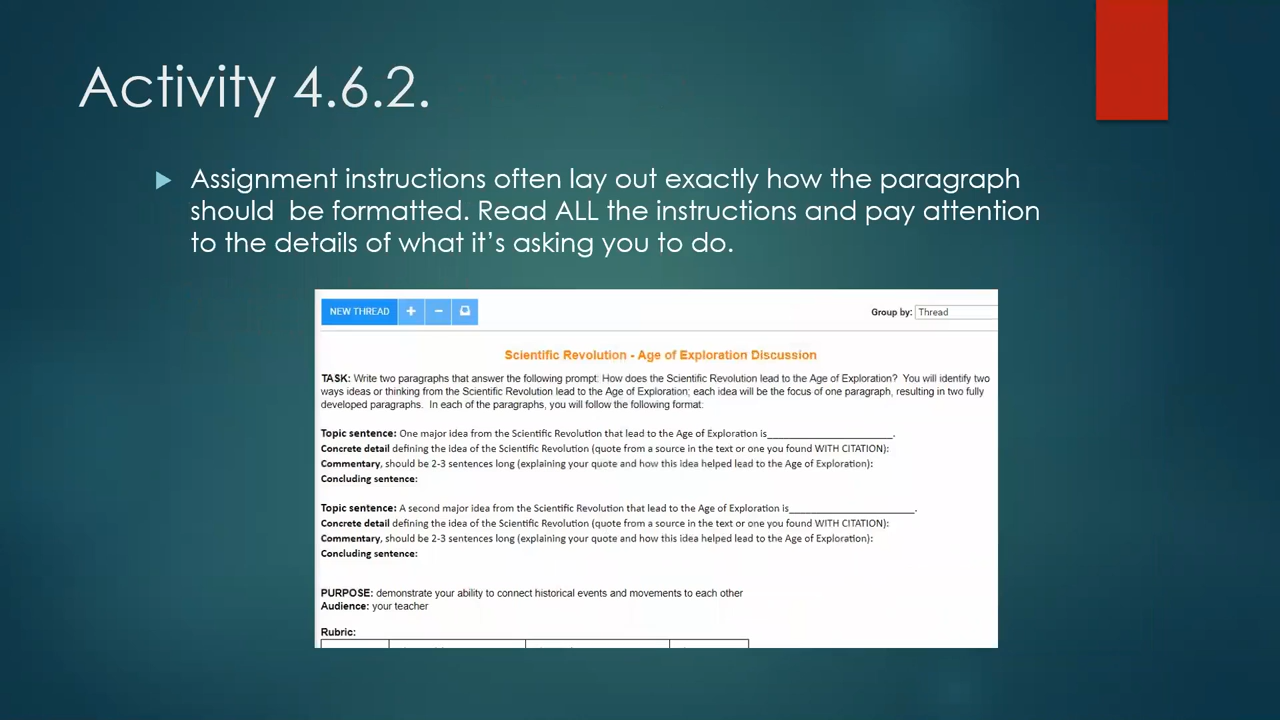 Activity 4.6.2.
Assignment instructions often lay out exactly how the paragraph
should be formatted. Read ALL the instructions and pay attention
to the details of what it's asking you to do.
NEW THREAD + −
Group by: Thread
Scientific Revolution - Age of Exploration Discussion
TASK: Write two paragraphs that answer the following prompt: How does the Scientific Revolution lead to the Age of Exploration? You will identify two
ways ideas or thinking from the Scientific Revolution lead to the Age of Exploration; each idea will be the focus of one paragraph, resulting in two fully
developed paragraphs. In each of the paragraphs, you will follow the following format:
Topic sentence: One major idea from the Scientific Revolution that lead to the Age of Exploration is____________________.
Concrete detail defining the idea of the Scientific Revolution (quote from a source in the text or one you found WITH CITATION):
Commentary, should be 2-3 sentences long (explaining your quote and how this idea helped lead to the Age of Exploration):
Concluding sentence:
Topic sentence: A second major idea from the Scientific Revolution that lead to the Age of Exploration is____________________.
Concrete detail defining the idea of the Scientific Revolution (quote from a source in the text or one you found WITH CITATION):
Commentary, should be 2-3 sentences long (explaining your quote and how this idea helped lead to the Age of Exploration):
Concluding sentence:
PURPOSE: demonstrate your ability to connect historical events and movements to each other
Audience: your teacher
Rubric: